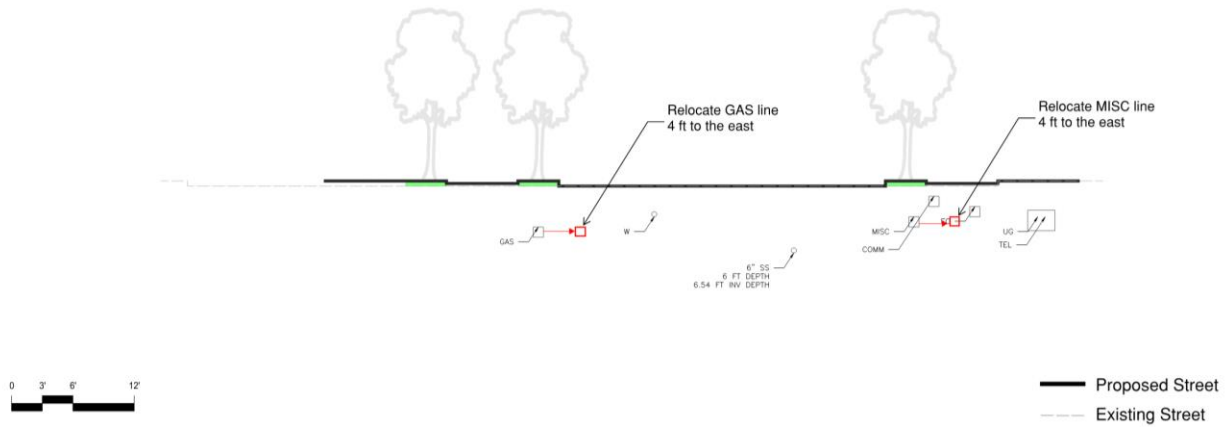 Relocate GAS line
4 ft to the east
Relocate MISC line
4 ft to the east
GAS
W
6" SS
6 FT DEPTH
6.54 FT INV DEPTH
MISC
COMM
UG
TEL
0 3' 6' 12'
Proposed Street
Existing Street